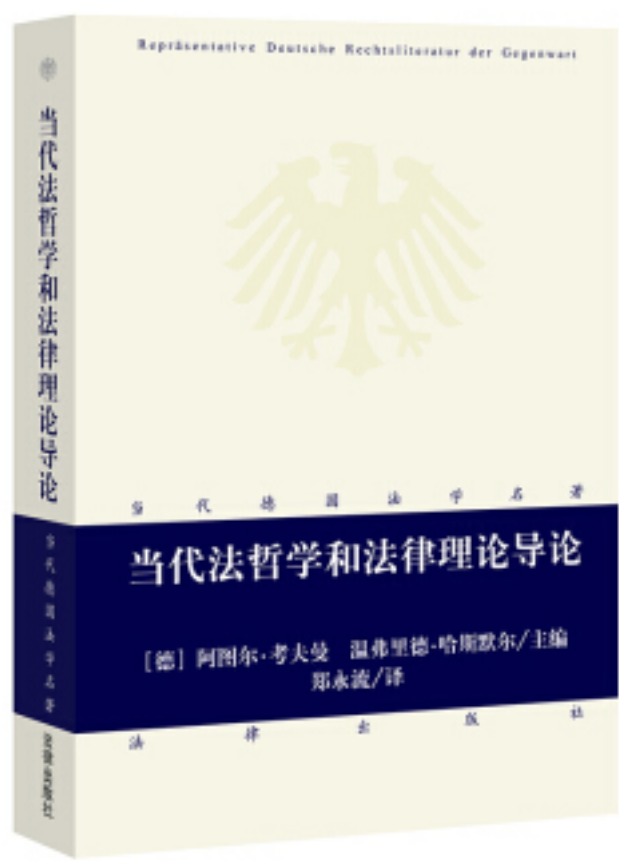 Repräsentative Deutsche Rechtsliteratur der Gegenwart
当代德国法学名著
当代法哲学和法律理论导论
［德］阿图尔·考夫曼 温弗里德·哈斯默尔/主编
郑永流/译
法律出版社
当代法哲学和法律理论导论
当代德国法学名著
法律出版社